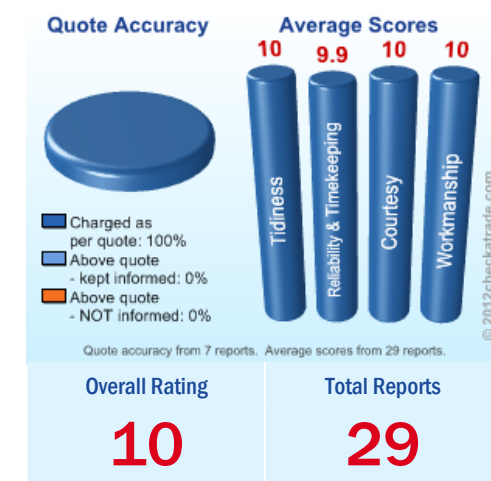 Quote Accuracy
Average Scores
10
9.9
10
10
Tidiness
Reliability & Timekeeping
Courtesy
Workmanship
Charged as
per quote: 100%
Above quote
- kept informed: 0%
Above quote
- NOT informed: 0%
© 2012checkatrade.com
Quote accuracy from 7 reports. Average scores from 29 reports.
Overall Rating
Total Reports
10
29